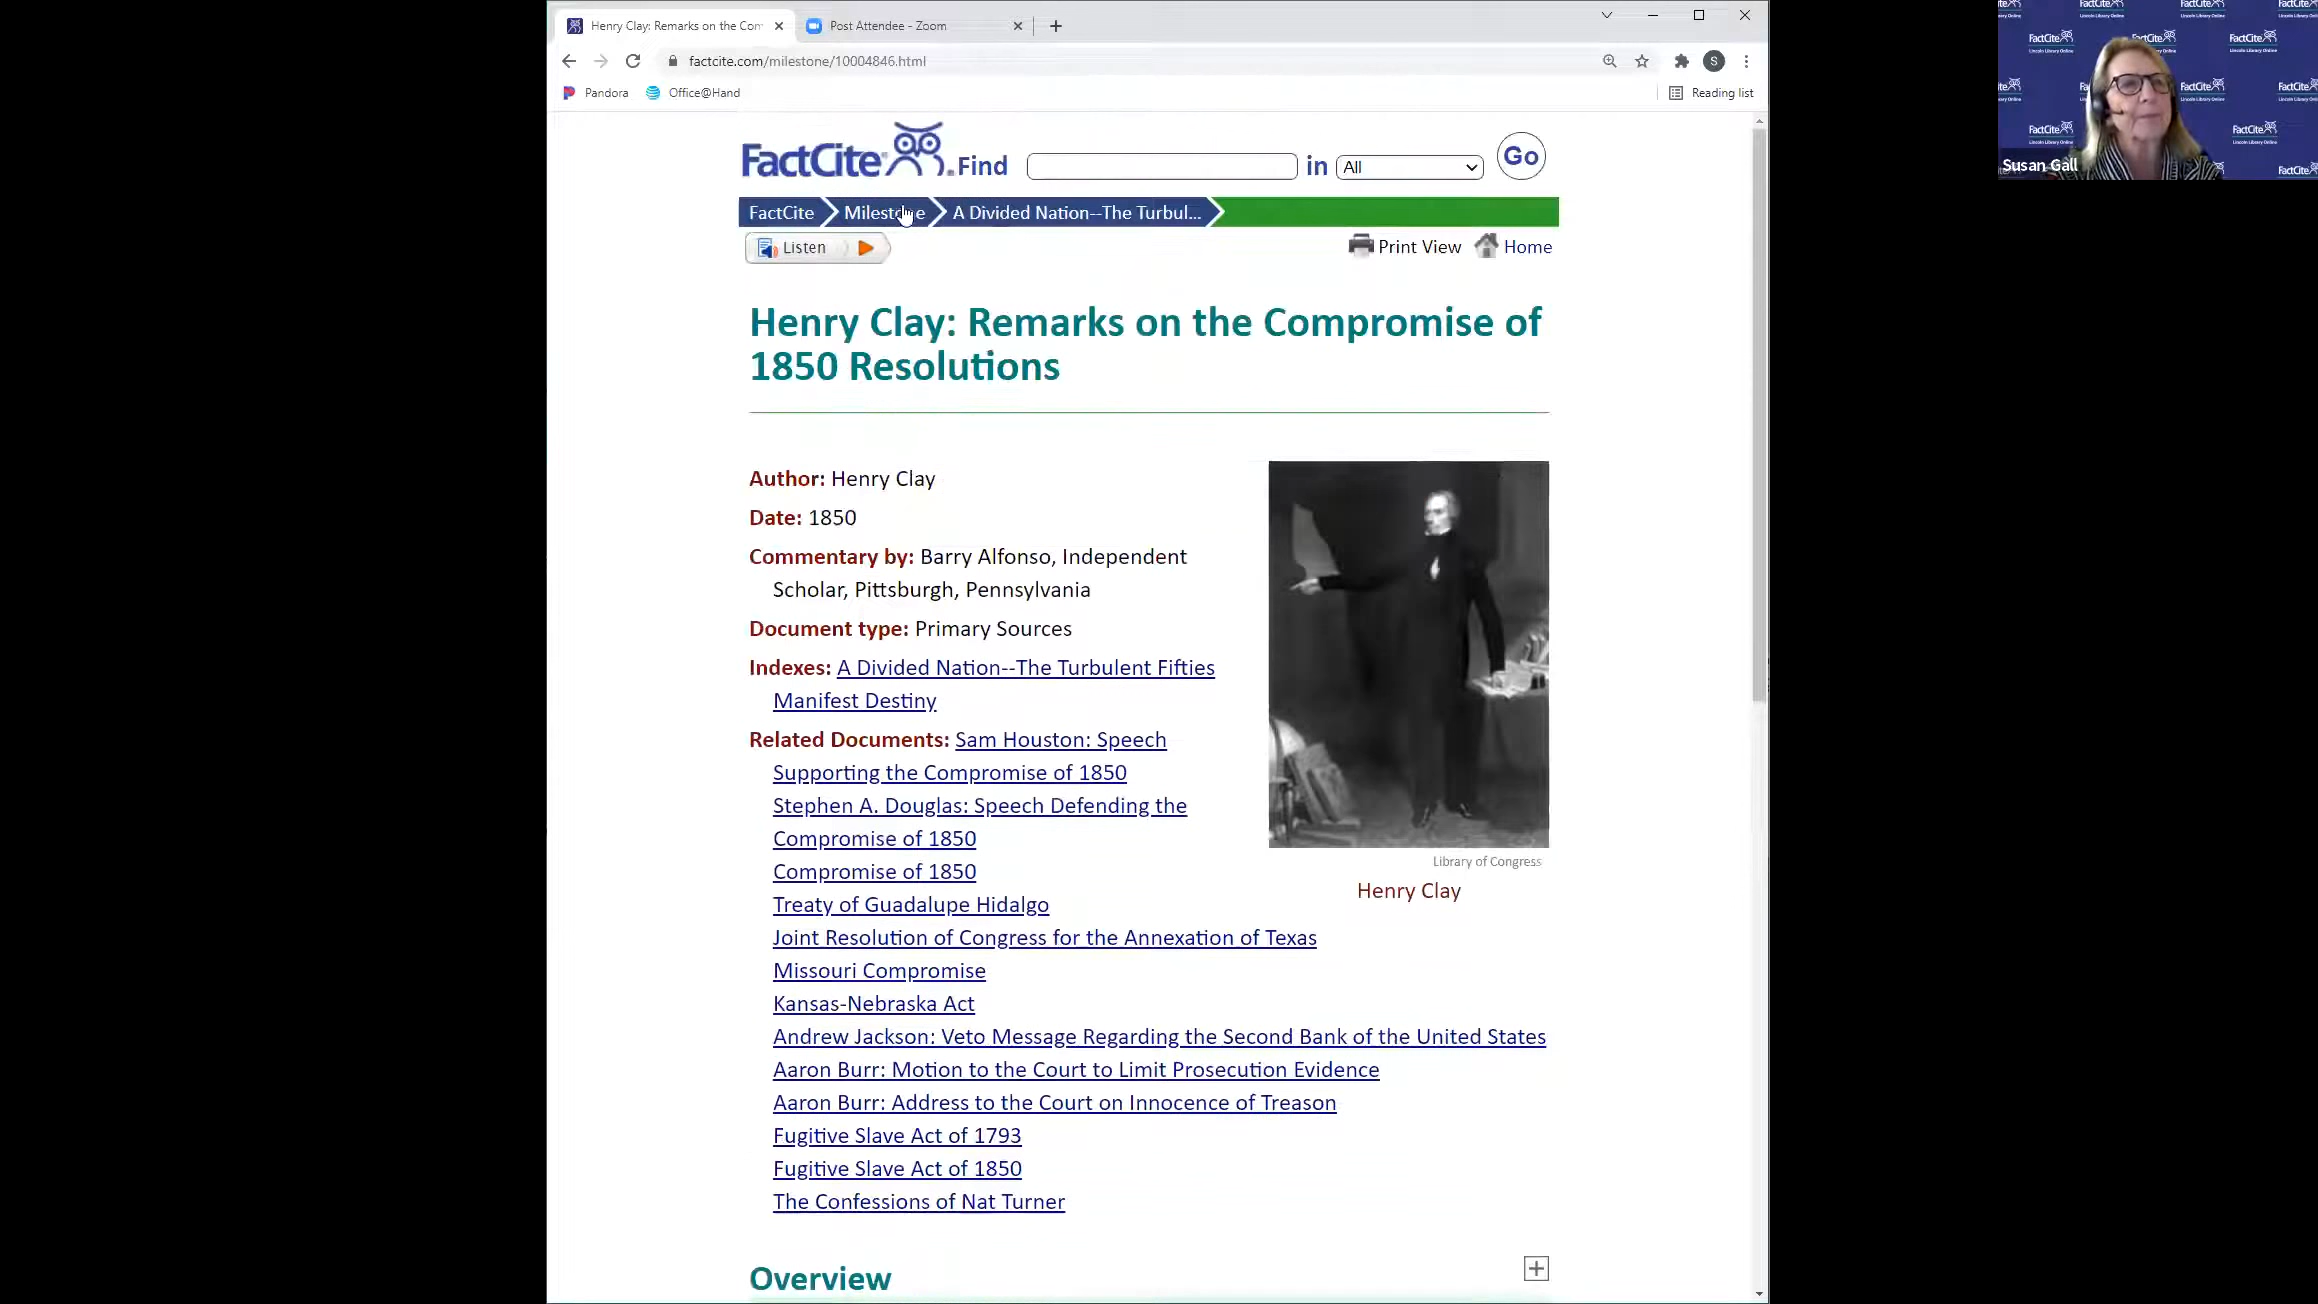 Henry Clay: Remarks on the Com
Post Attendee - Zoom
factcite.com/milestone/10004846.html
S
Pandora
Office@Hand
Reading list
FactCite
Find
in
All
Go
FactCite
Milestone
A Divided Nation--The Turbul...
Listen
Print View
Home
Henry Clay: Remarks on the Compromise of
1850 Resolutions
Author: Henry Clay
Date: 1850
Commentary by: Barry Alfonso, Independent
Scholar, Pittsburgh, Pennsylvania
Document type: Primary Sources
Indexes: A Divided Nation--The Turbulent Fifties
Manifest Destiny
Related Documents: Sam Houston: Speech
Supporting the Compromise of 1850
Stephen A. Douglas: Speech Defending the
Compromise of 1850
Compromise of 1850
Treaty of Guadalupe Hidalgo
Joint Resolution of Congress for the Annexation of Texas
Missouri Compromise
Kansas-Nebraska Act
Andrew Jackson: Veto Message Regarding the Second Bank of the United States
Aaron Burr: Motion to the Court to Limit Prosecution Evidence
Aaron Burr: Address to the Court on Innocence of Treason
Fugitive Slave Act of 1793
Fugitive Slave Act of 1850
The Confessions of Nat Turner
Library of Congress
Henry Clay
Overview
FactCite
Lincoln Library Online
Susan Gall